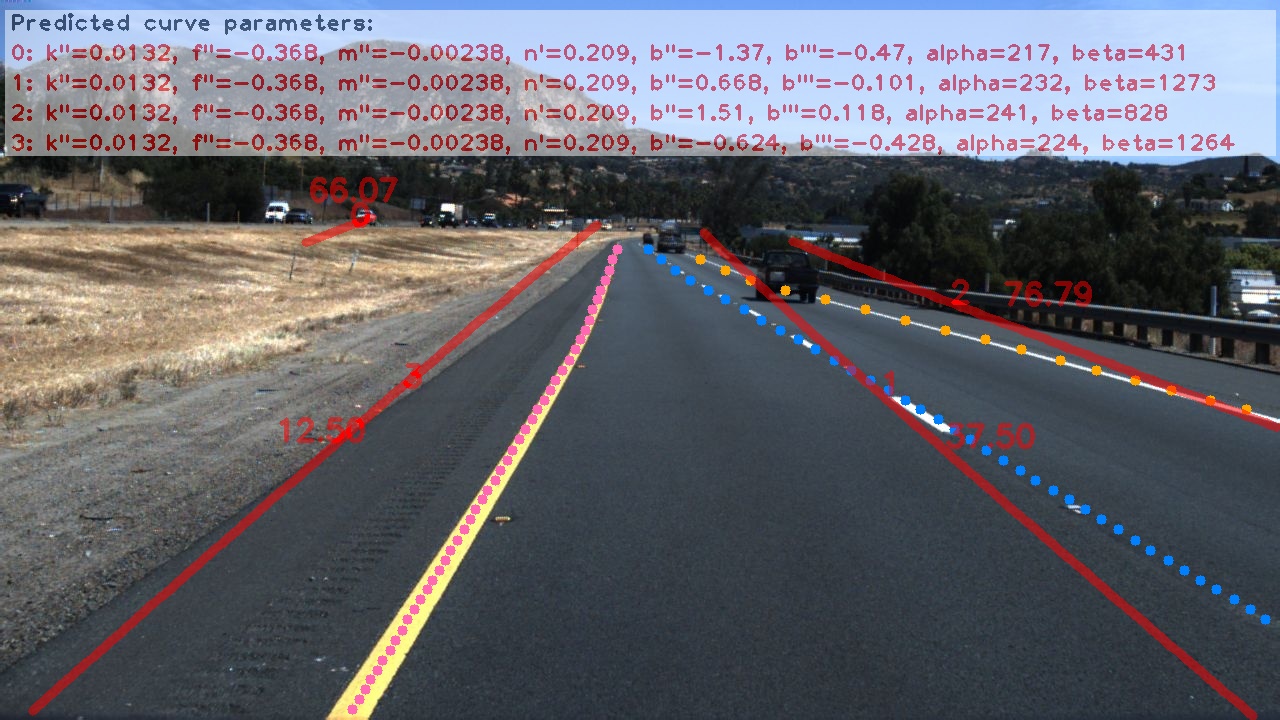 Predicted curve parameters:
0: k''=0.0132, f''=−0.368, m''=−0.00238, n'=0.209, b''=−1.37, b'''=−0.47, alpha=217, beta=431
1: k''=0.0132, f''=−0.368, m''=−0.00238, n'=0.209, b''=0.668, b'''=−0.101, alpha=232, beta=1273
2: k''=0.0132, f''=−0.368, m''=−0.00238, n'=0.209, b''=1.51, b'''=0.118, alpha=241, beta=828
3: k''=0.0132, f''=−0.368, m''=−0.00238, n'=0.209, b''=−0.624, b'''=−0.428, alpha=224, beta=1264
66.07
0
2 76.79
3
1
12.50
37.50